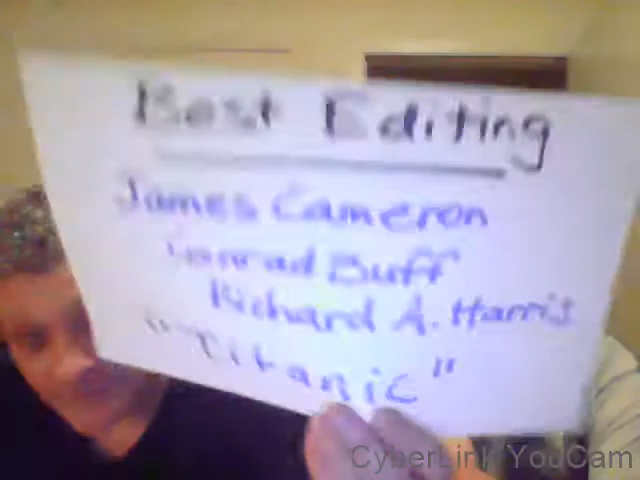 Best Editing
James Cameron
Conrad Buff
Richard A. Harris
"Titanic"
CyberLink YouCam